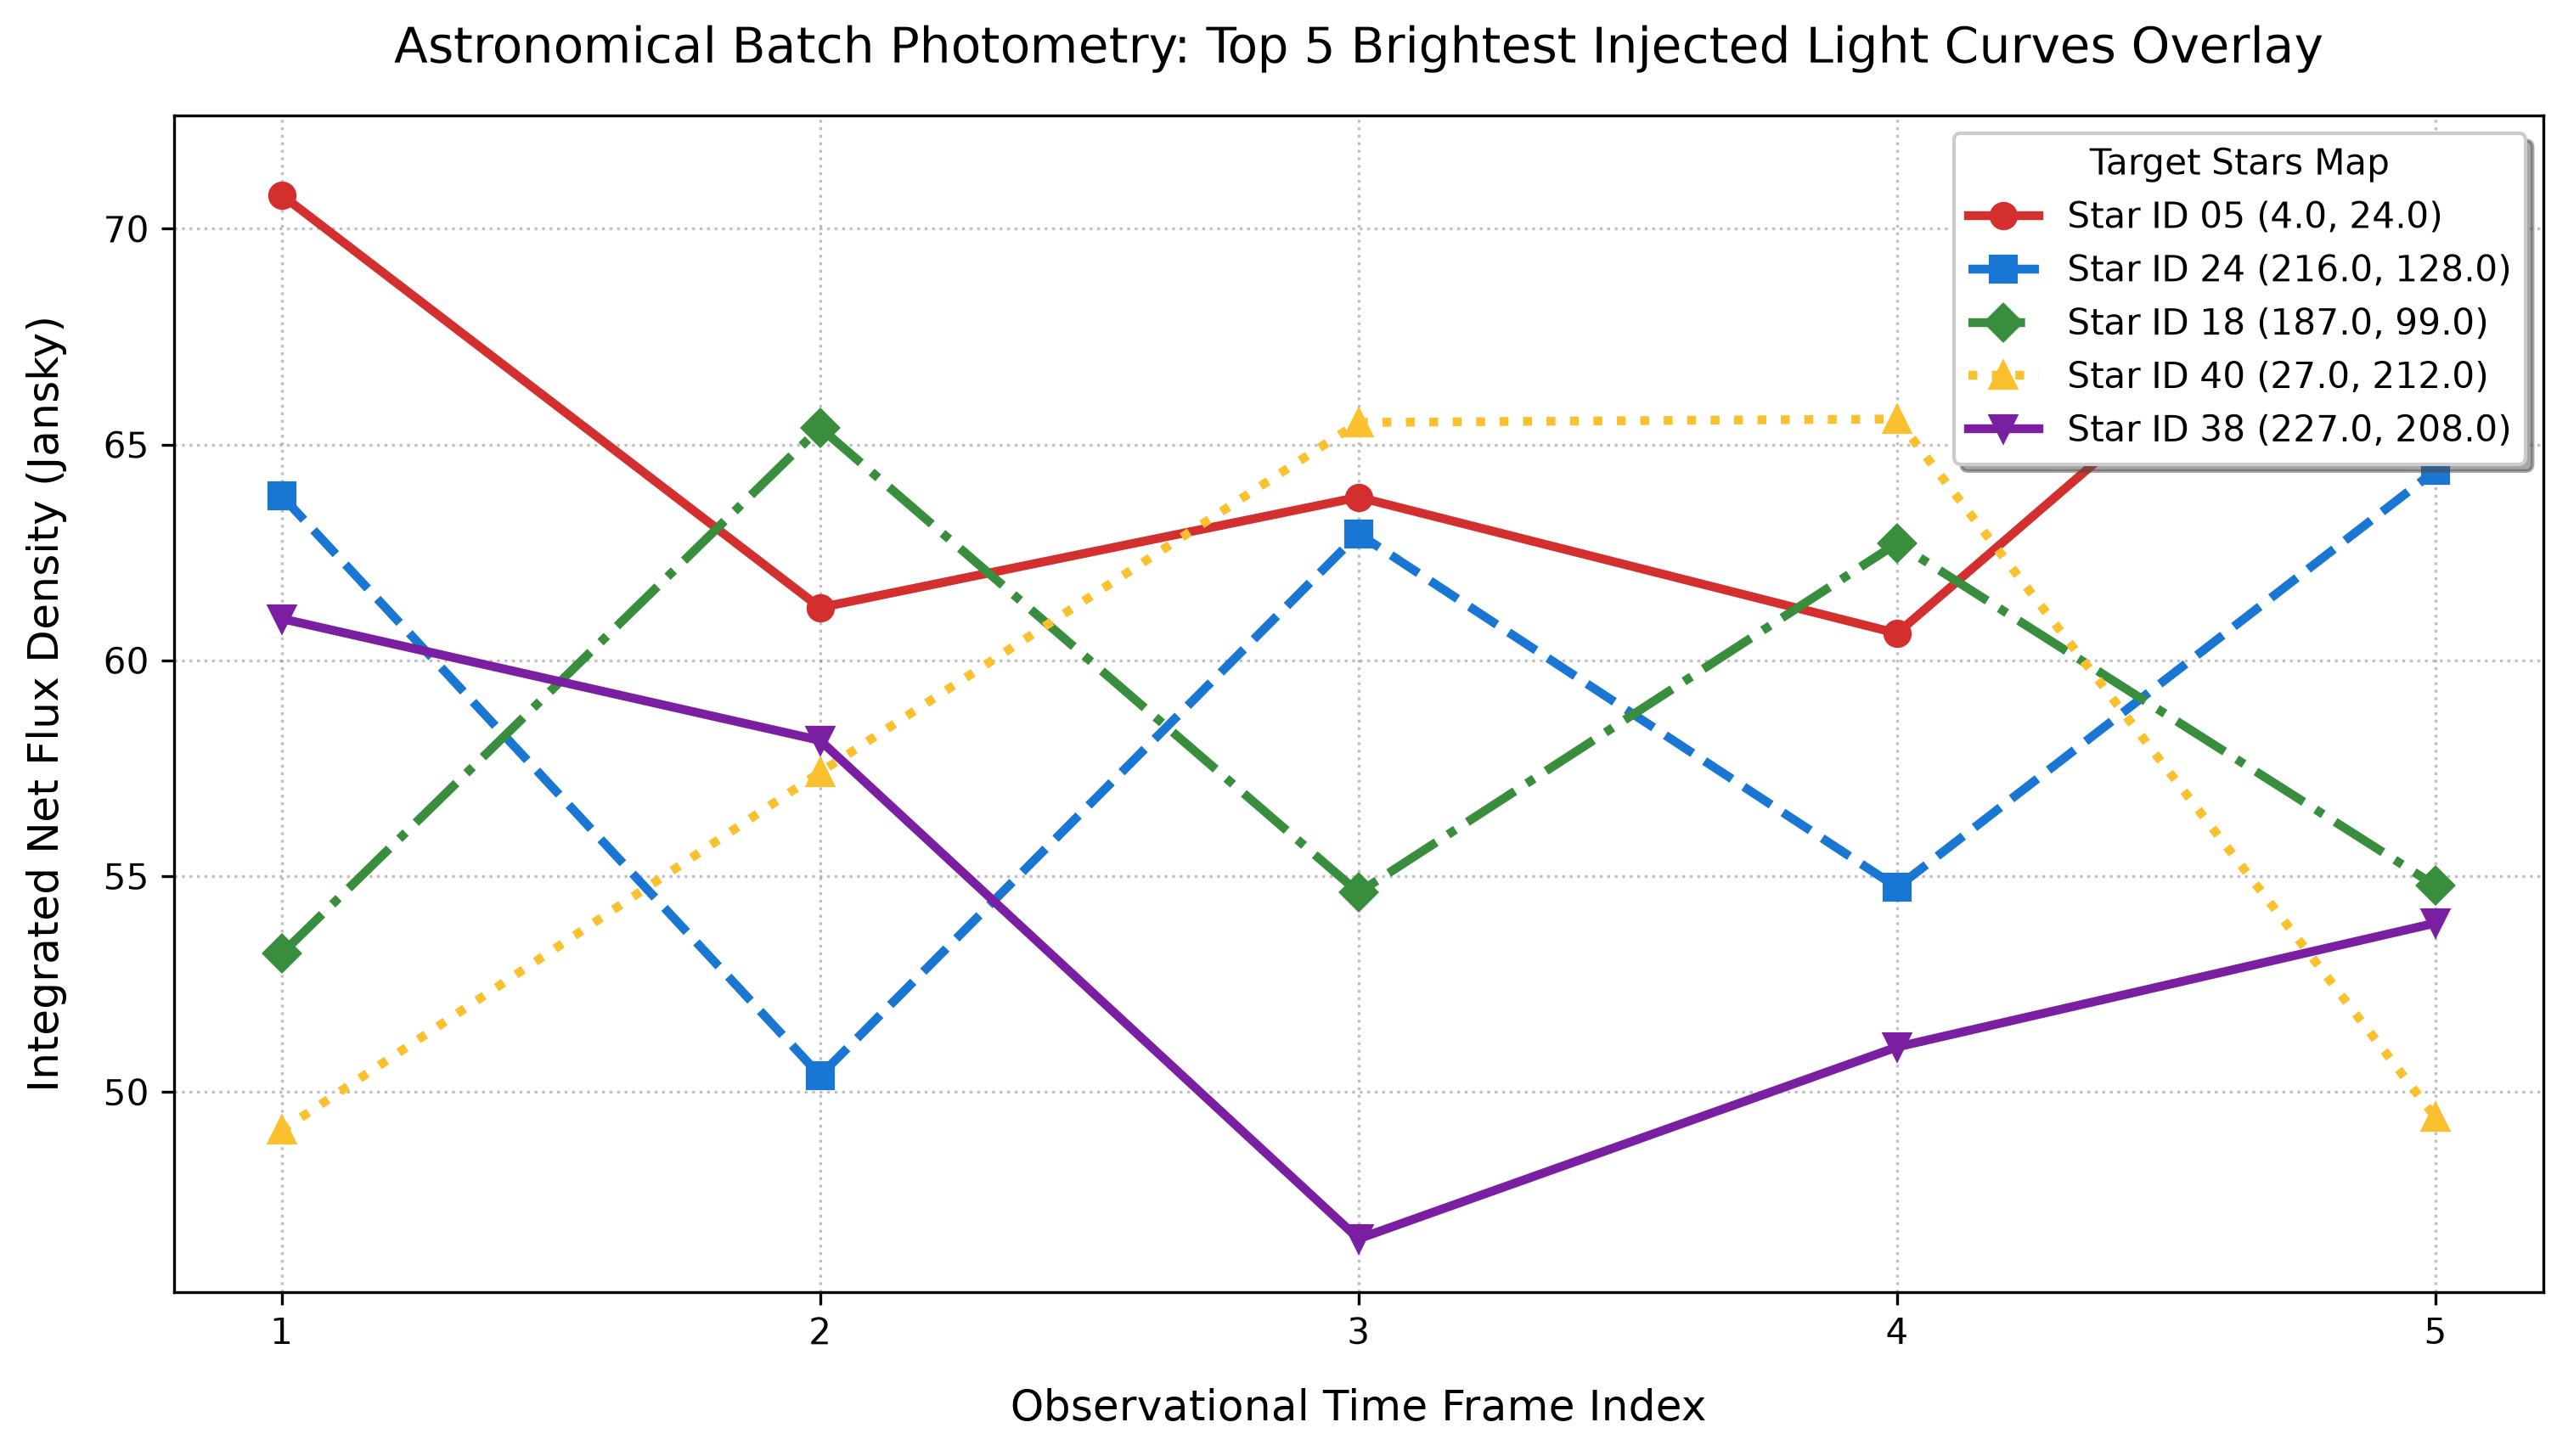 Astronomical Batch Photometry: Top 5 Brightest Injected Light Curves Overlay
Integrated Net Flux Density (Jansky)
70
65
60
55
50
Target Stars Map
Star ID 05 (4.0, 24.0)
Star ID 24 (216.0, 128.0)
Star ID 18 (187.0, 99.0)
Star ID 40 (27.0, 212.0)
Star ID 38 (227.0, 208.0)
1 2 3 4 5
Observational Time Frame Index